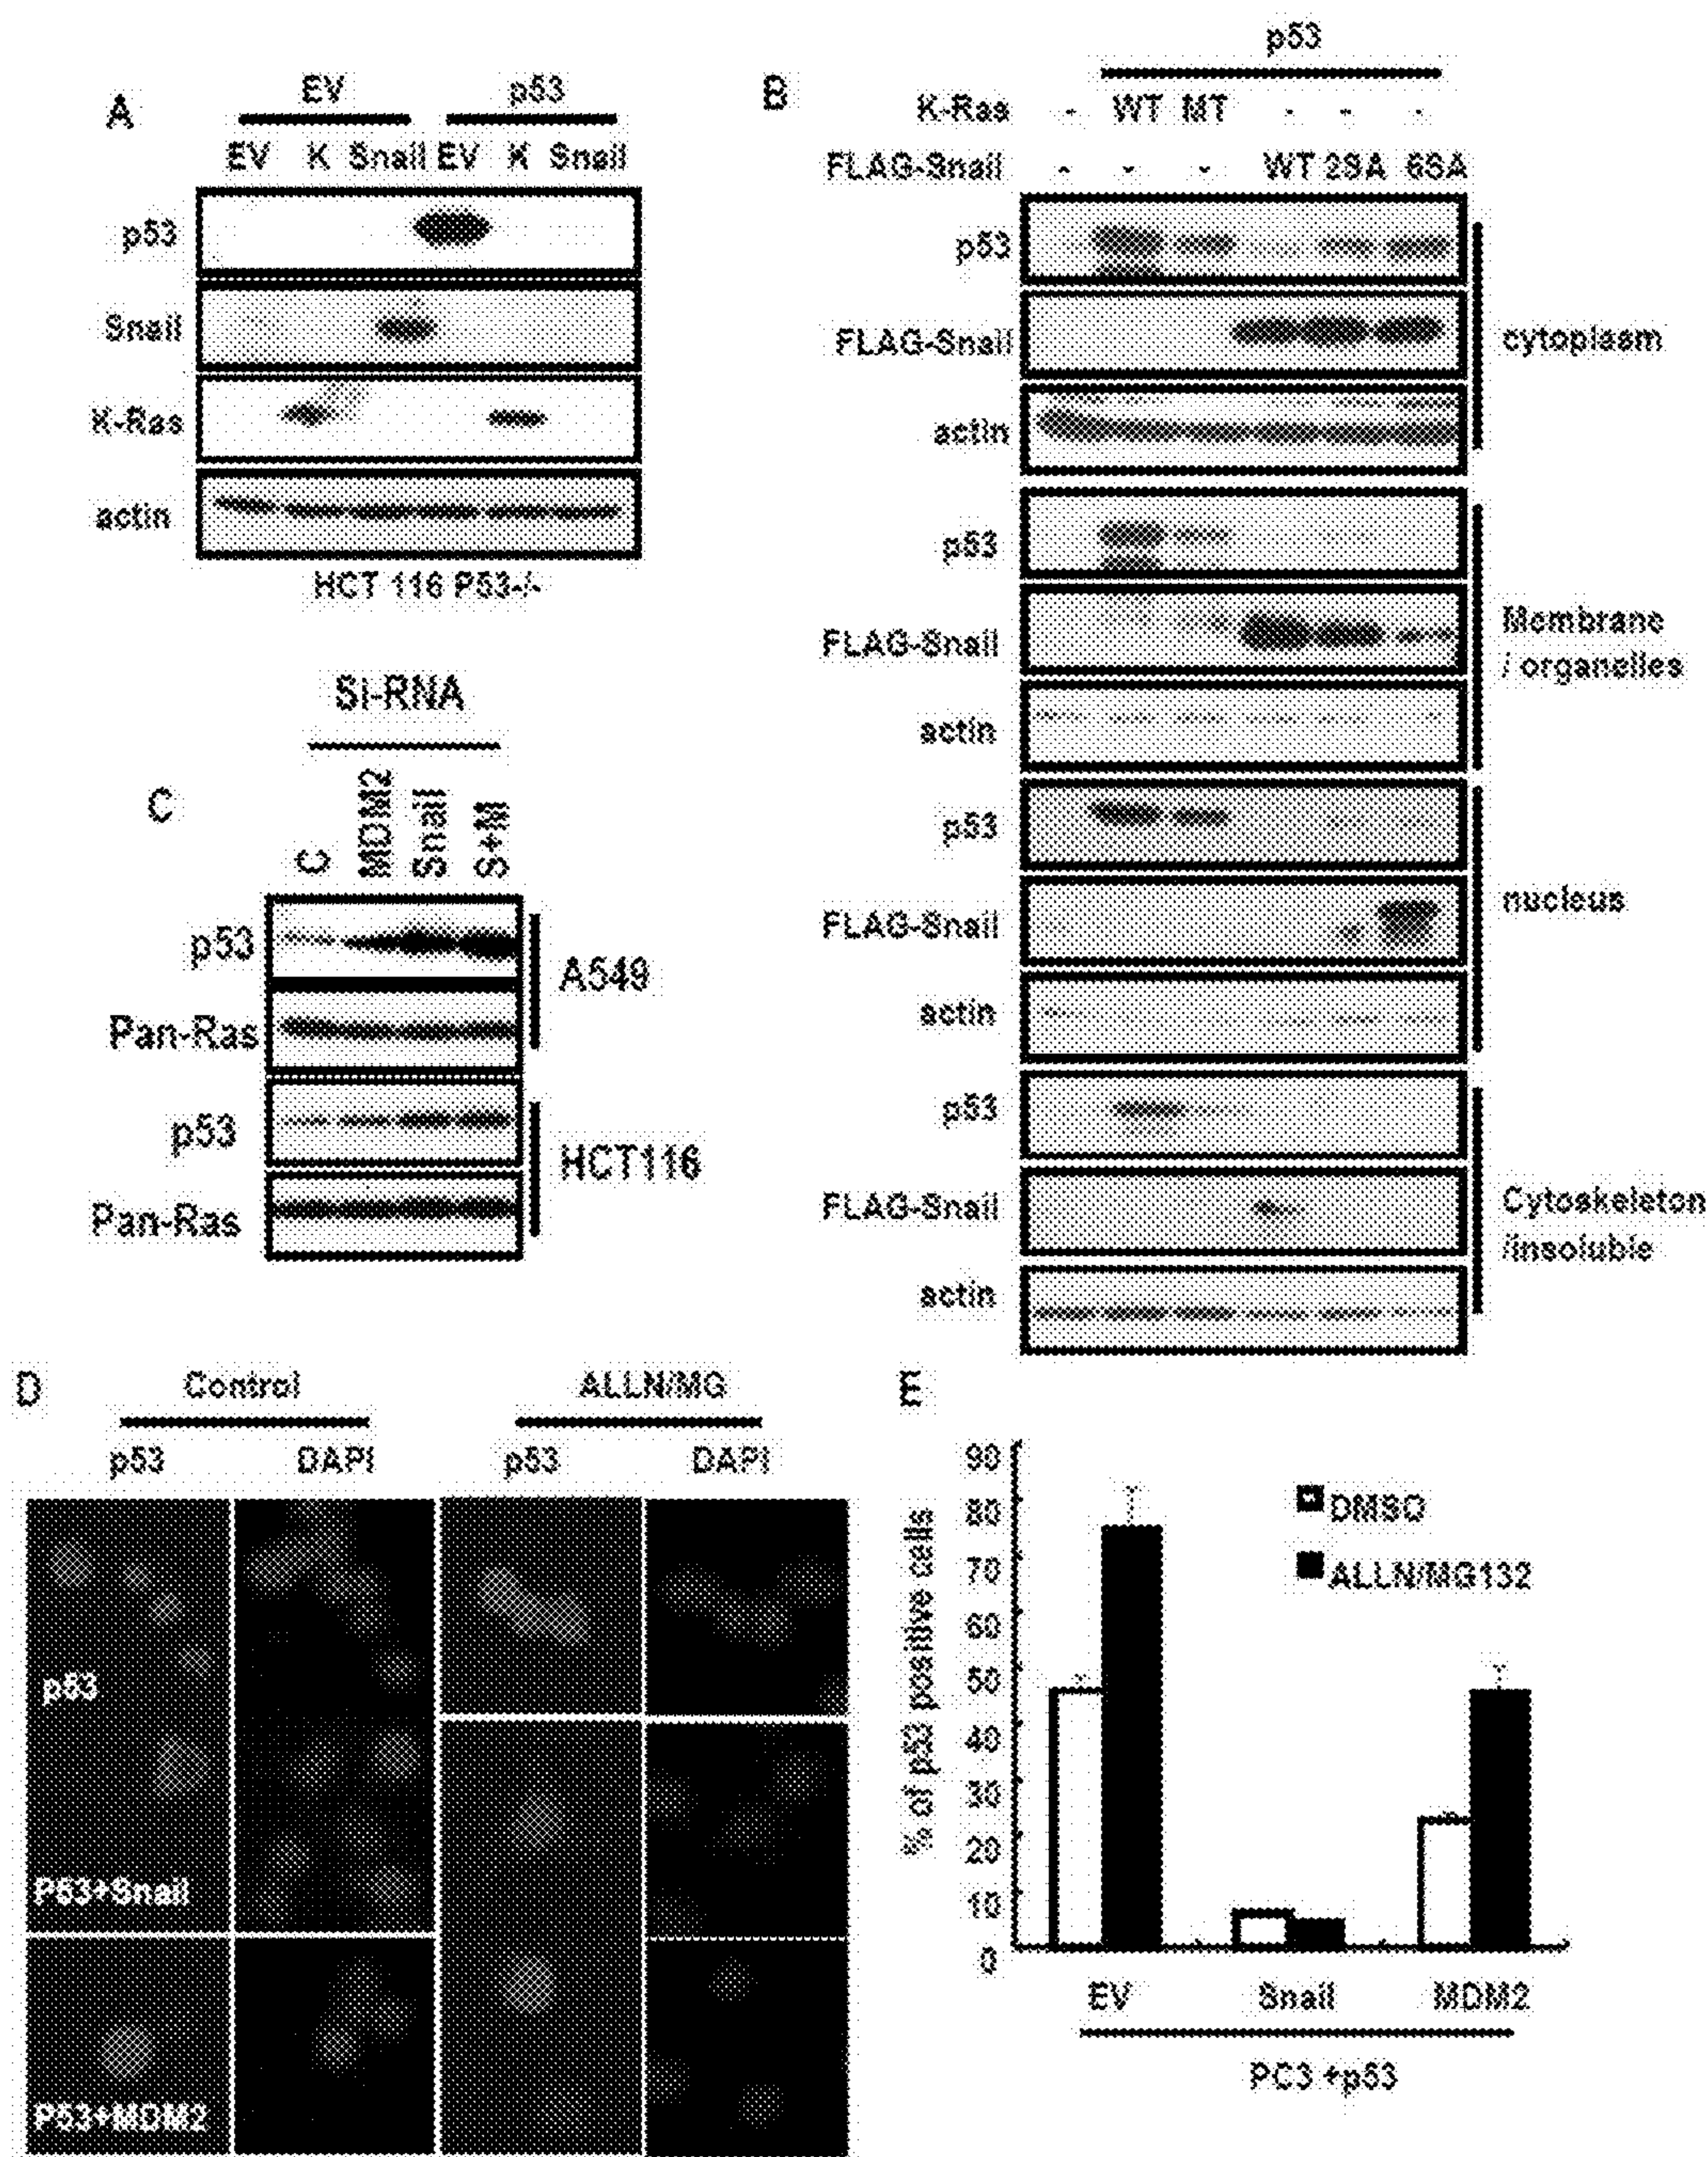 A
EV p53
EV K Snail EV K Snail
p53
Snail
K-Ras
actin
HCT 116 P53-/-
B
p53
K-Ras - WT MT - - -
FLAG-Snail - - - WT 2SA 6SA
p53
FLAG-Snail
actin
cytoplasm
p53
FLAG-Snail
actin
Membrane
/ organelles
p53
FLAG-Snail
actin
nucleus
p53
FLAG-Snail
actin
Cytoskeleton
/insoluble
C
Si-RNA
C MDM2 Snail S+M
p53
Pan-Ras
A549
p53
Pan-Ras
HCT116
D
Control ALLN/MG
p53 DAPI p53 DAPI
p53
P53+Snail
P53+MDM2
E
% of p53 positive cells
90
80
70
60
50
40
30
20
10
0
DMSO
ALLN/MG132
EV Snail MDM2
PC3 +p53